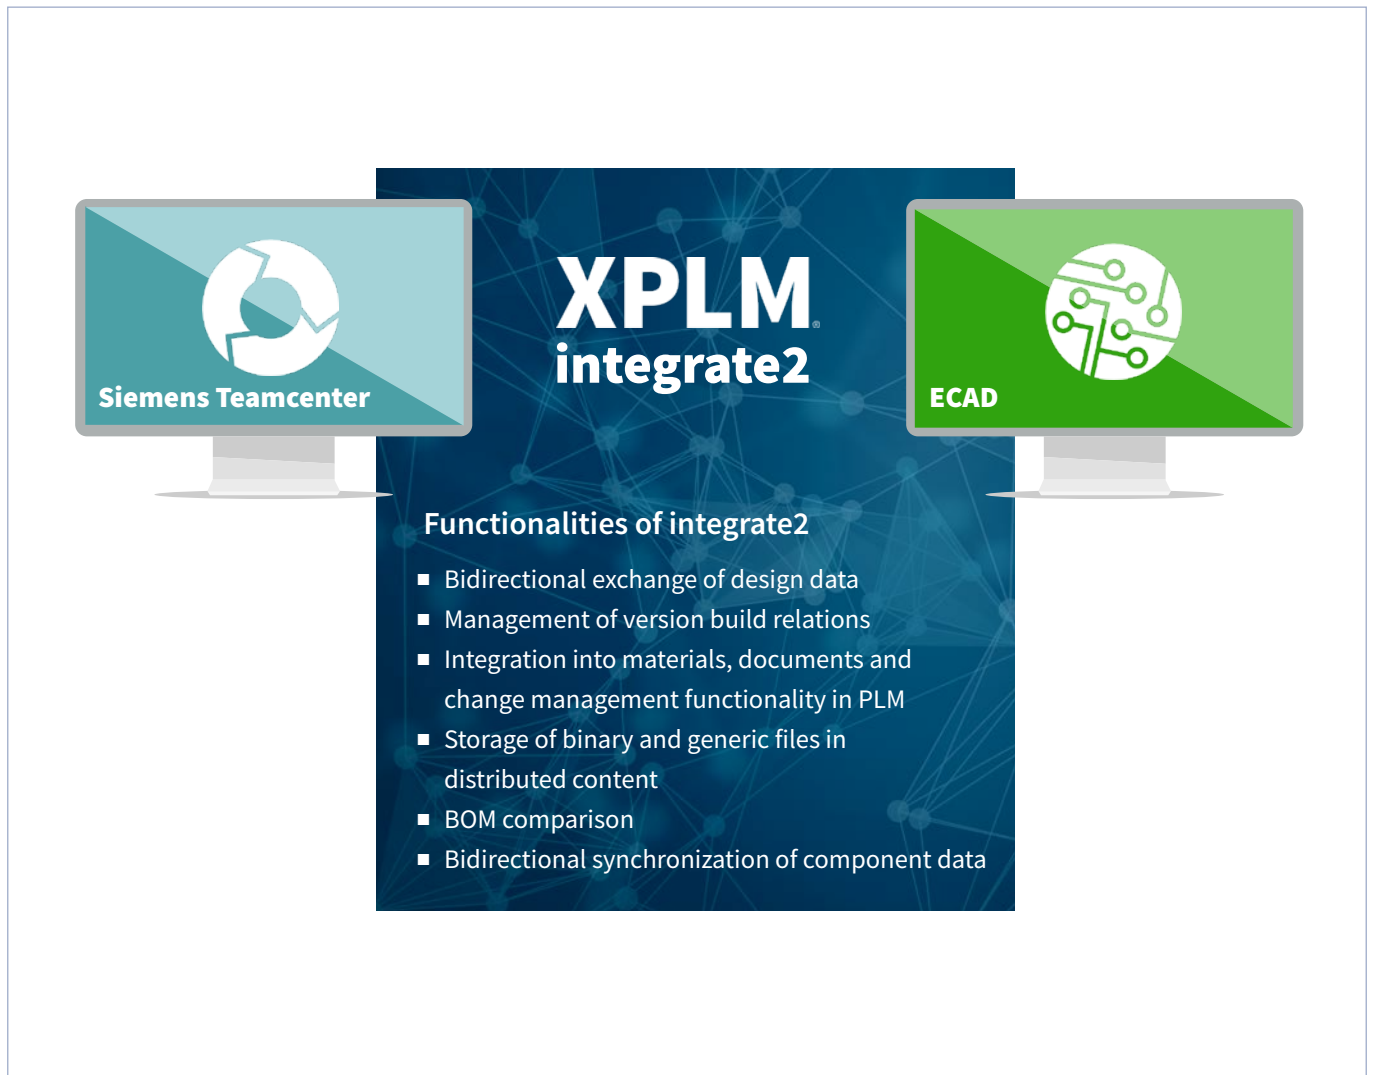 XPLM®
integrate2
Siemens Teamcenter
ECAD
Functionalities of integrate2
▪ Bidirectional exchange of design data
▪ Management of version build relations
▪ Integration into materials, documents and
change management functionality in PLM
▪ Storage of binary and generic files in
distributed content
▪ BOM comparison
▪ Bidirectional synchronization of component data